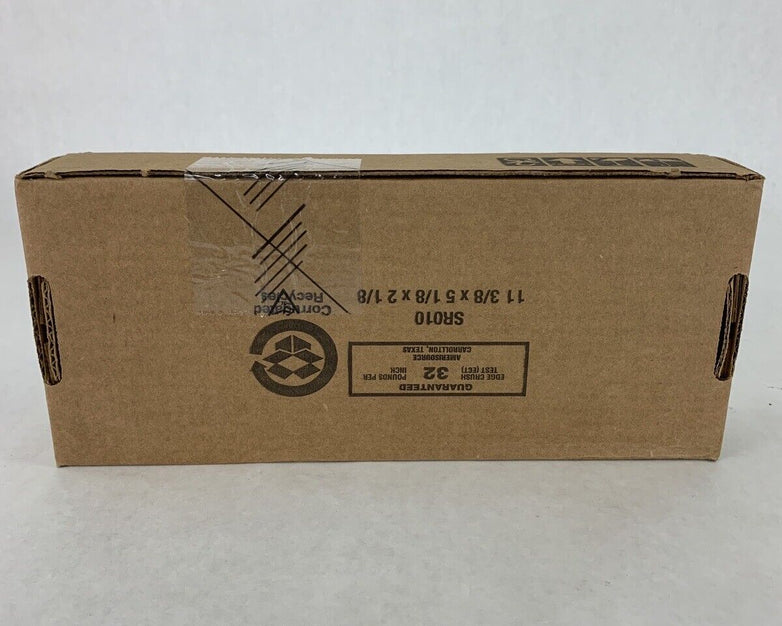 GUARANTEED
EDGE CRUSH
TEST (ECT)
32
POUNDS PER
INCH
AMERISOURCE
CARROLLTON, TEXAS
Corrugated
Recycles
SR010
11 3/8 x 5 1/8 x 2 1/8